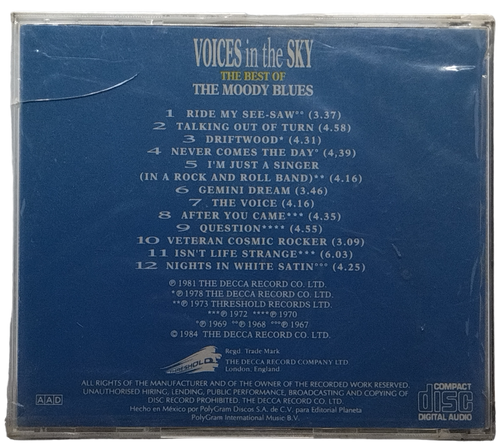 VOICES in the SKY
THE BEST OF
THE MOODY BLUES
1 RIDE MY SEE-SAW°° (3.37)
2 TALKING OUT OF TURN (4.58)
3 DRIFTWOOD* (4.31)
4 NEVER COMES THE DAY° (4,39)
5 I'M JUST A SINGER
(IN A ROCK AND ROLL BAND)** (4.16)
6 GEMINI DREAM (3.46)
7 THE VOICE (4.16)
8 AFTER YOU CAME*** (4.35)
9 QUESTION**** (4.55)
10 VETERAN COSMIC ROCKER (3.09)
11 ISN'T LIFE STRANGE*** (6.03)
12 NIGHTS IN WHITE SATIN°°° (4.25)
℗ 1981 THE DECCA RECORD CO. LTD.
*℗ 1978 THE DECCA RECORD CO. LTD.
**℗ 1973 THRESHOLD RECORDS LTD.
***℗ 1972 ****℗ 1970
°℗ 1969 °°℗ 1968 °°°℗ 1967
© 1984 THE DECCA RECORD CO. LTD.
THRESHOLD
Regd. Trade Mark
THE DECCA RECORD COMPANY LTD.
London, England
ALL RIGHTS OF THE MANUFACTURER AND OF THE OWNER OF THE RECORDED WORK RESERVED.
UNAUTHORISED HIRING, LENDING, PUBLIC PERFORMANCE, BROADCASTING AND COPYING OF
DISC RECORD PROHIBITED. THE DECCA RECORD CO. LTD.
Hecho en México por PolyGram Discos S.A. de C.V. para Editorial Planeta
PolyGram International Music B.V.
AAD
COMPACT
disc
DIGITAL AUDIO